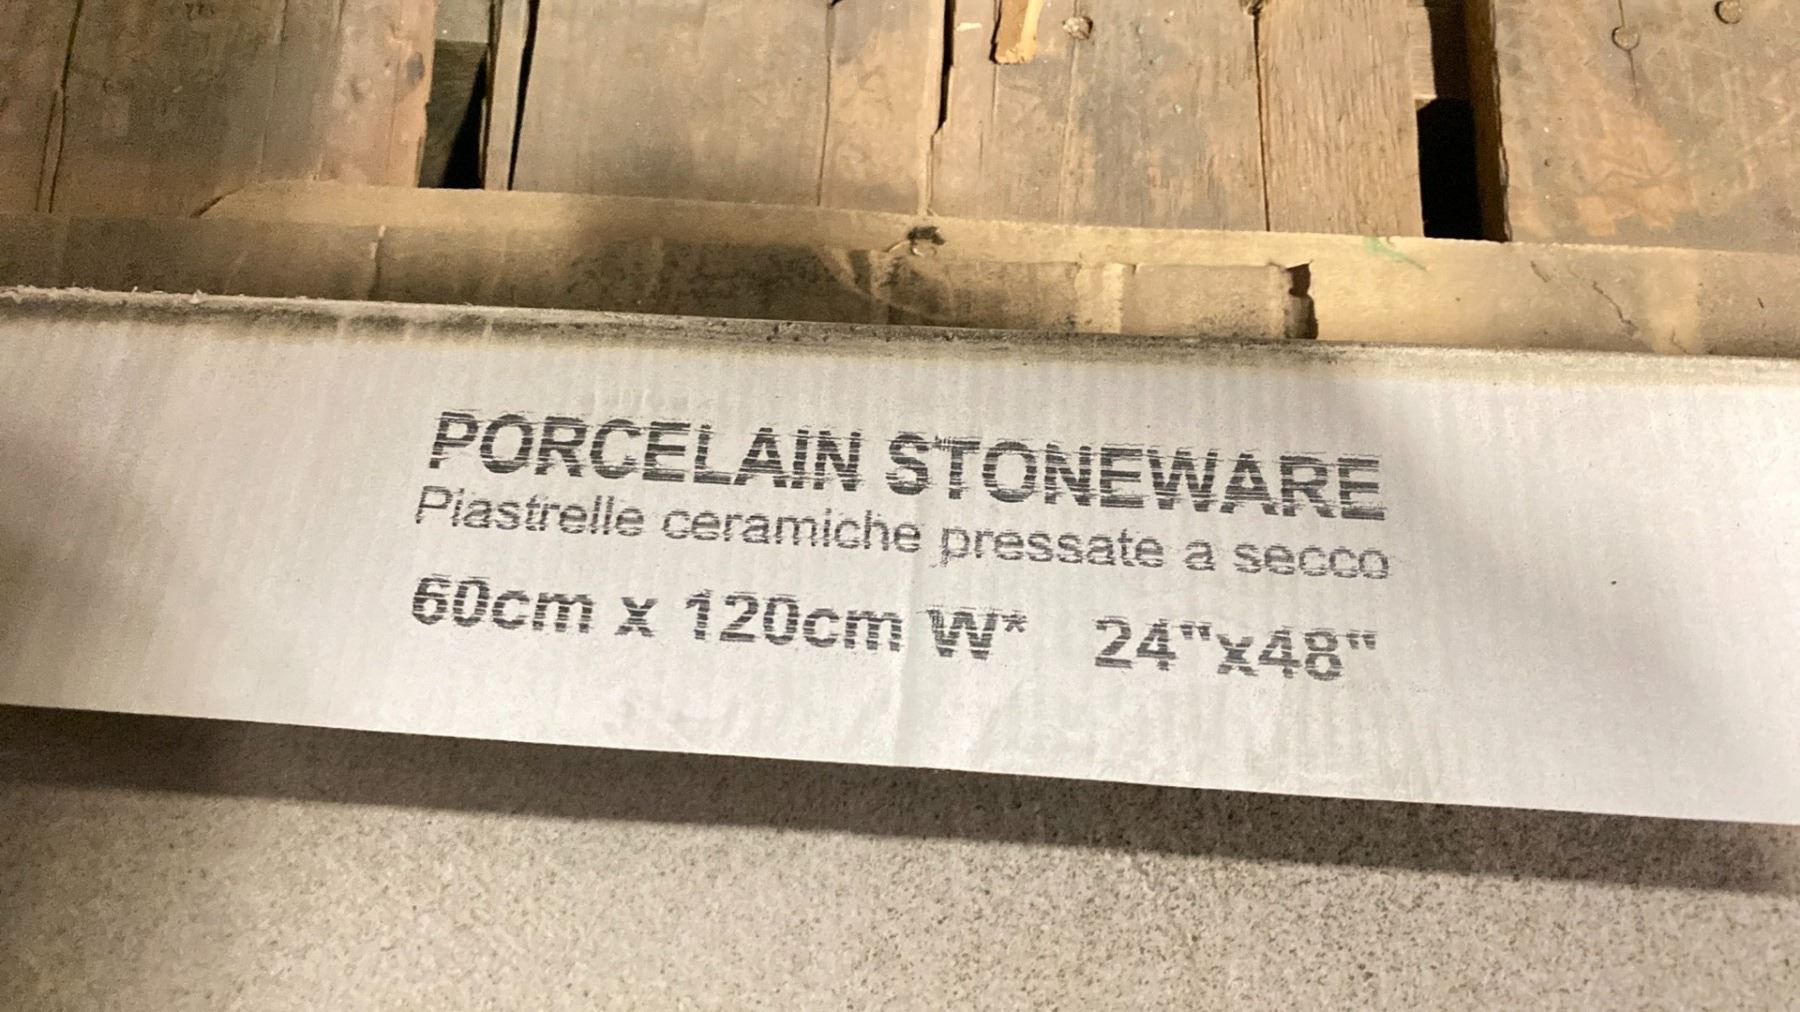 PORCELAIN STONEWARE
Piastrelle ceramiche pressate a secco
60cm x 120cm W* 24"x48"